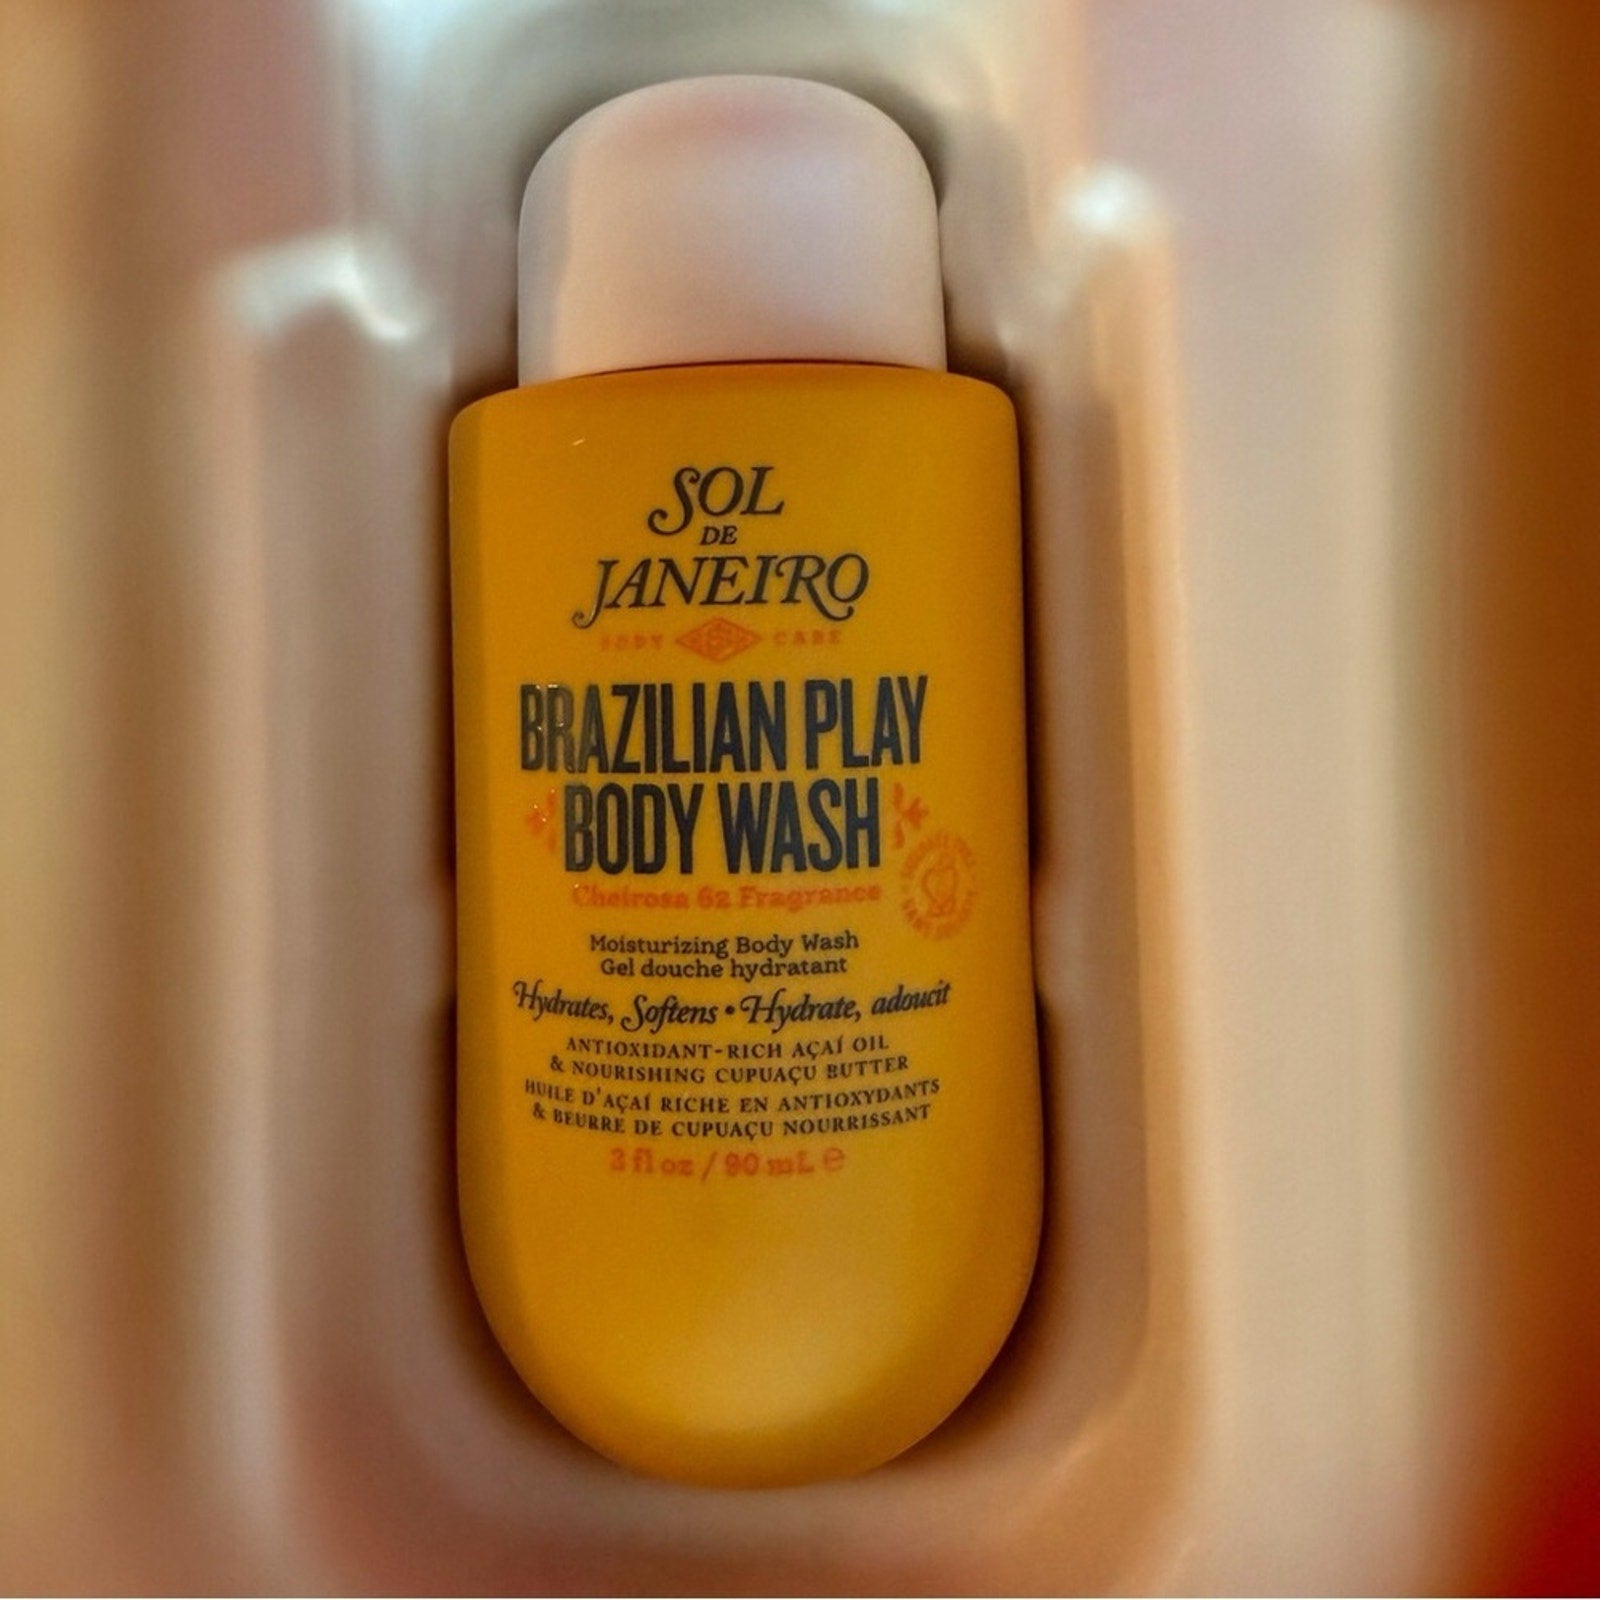 SOL
DE
JANEIRO
BODY CARE
BRAZILIAN PLAY
BODY WASH
Cheirosa 62 Fragrance
Moisturizing Body Wash
Gel douche hydratant
Hydrates, Softens • Hydrate, adoucit
ANTIOXIDANT-RICH AÇAÍ OIL
& NOURISHING CUPUAÇU BUTTER
HUILE D'AÇAÍ RICHE EN ANTIOXYDANTS
& BEURRE DE CUPUAÇU NOURRISSANT
3 fl oz / 90 mL ℮